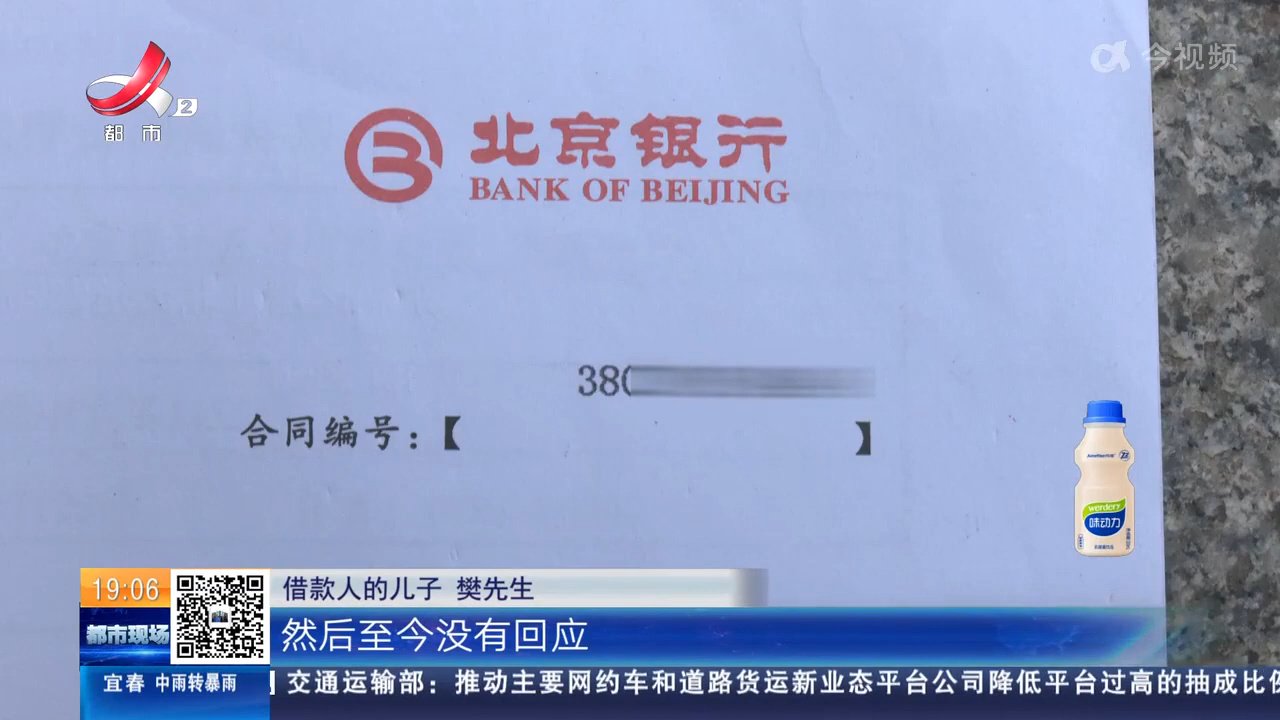 今视频
2
都 市
北京银行
BANK OF BEIJING
380
合同编号:【 】
werdery
味动力
19:06
借款人的儿子 樊先生
都市现场
然后至今没有回应
宜春 中雨转暴雨
交通运输部:推动主要网约车和道路货运新业态平台公司降低平台过高的抽成比例